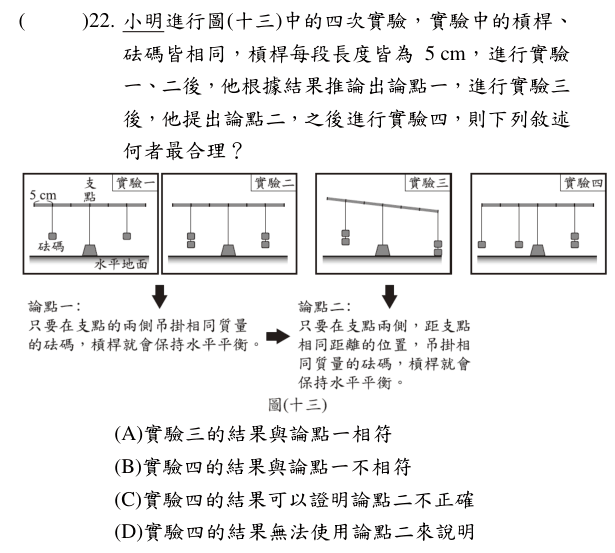 (　　)22. 小明進行圖(十三)中的四次實驗，實驗中的槓桿、
砝碼皆相同，槓桿每段長度皆為 5 cm，進行實驗
一、二後，他根據結果推論出論點一，進行實驗三
後，他提出論點二，之後進行實驗四，則下列敘述
何者最合理？
5 cm 支點 實驗一
砝碼
水平地面
實驗二
實驗三
實驗四
論點一：
只要在支點的兩側吊掛相同質量
的砝碼，槓桿就會保持水平平衡。
論點二：
只要在支點兩側，距支點
相同距離的位置，吊掛相
同質量的砝碼，槓桿就會
保持水平平衡。
圖(十三)
(A)實驗三的結果與論點一相符
(B)實驗四的結果與論點一不相符
(C)實驗四的結果可以證明論點二不正確
(D)實驗四的結果無法使用論點二來說明